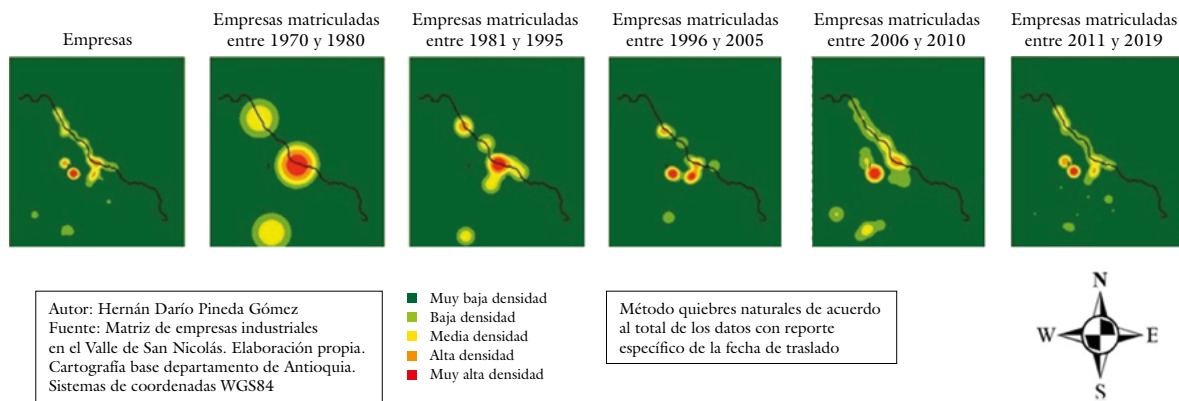 Empresas
Empresas matriculadas
entre 1970 y 1980
Empresas matriculadas
entre 1981 y 1995
Empresas matriculadas
entre 1996 y 2005
Empresas matriculadas
entre 2006 y 2010
Empresas matriculadas
entre 2011 y 2019
Autor: Hernán Darío Pineda Gómez
Fuente: Matriz de empresas industriales
en el Valle de San Nicolás. Elaboración propia.
Cartografía base departamento de Antioquia.
Sistemas de coordenadas WGS84
Muy baja densidad
Baja densidad
Media densidad
Alta densidad
Muy alta densidad
Método quiebres naturales de acuerdo
al total de los datos con reporte
específico de la fecha de traslado
N
W E
S